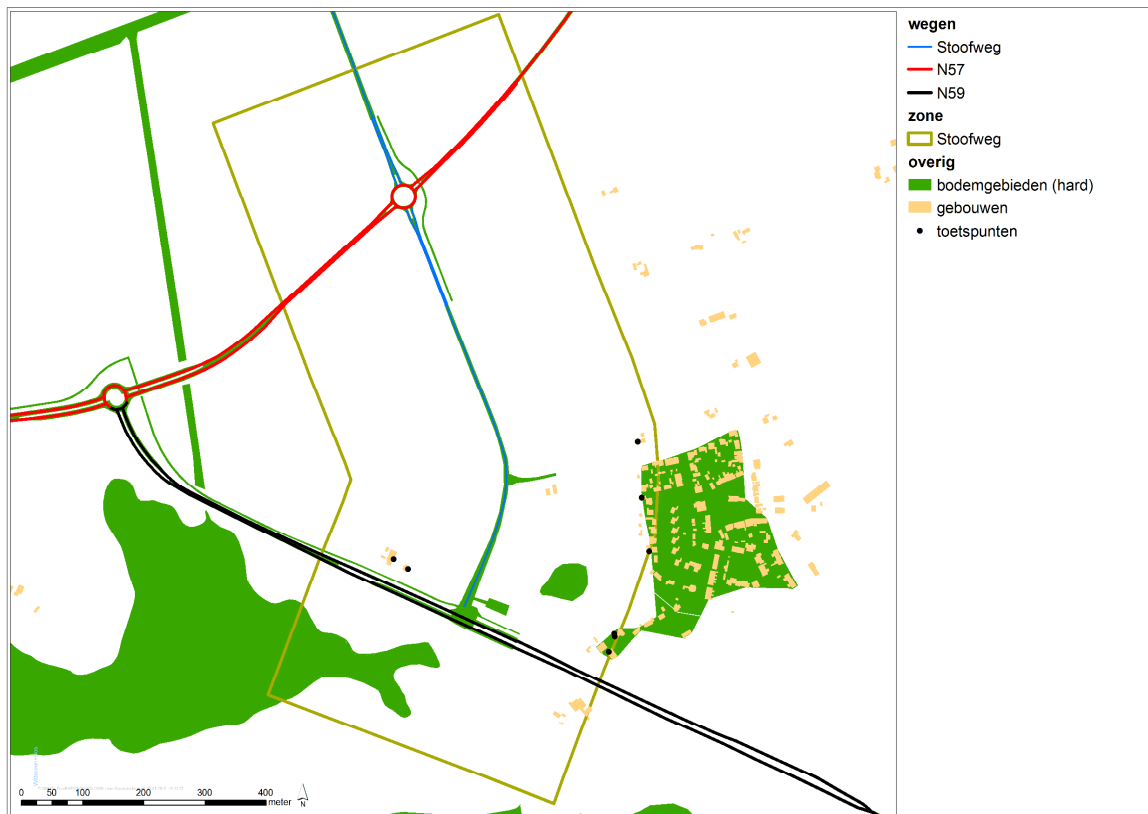 wegen
Stoofweg
N57
N59
zone
Stoofweg
overig
bodemgebieden (hard)
gebouwen
toetspunten
0 50 100 200 300 400
meter
N